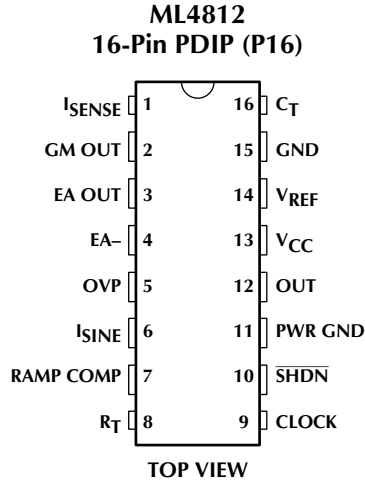 ML4812
16-Pin PDIP (P16)
ISENSE 1 16 CT
GM OUT 2 15 GND
EA OUT 3 14 VREF
EA– 4 13 VCC
OVP 5 12 OUT
ISINE 6 11 PWR GND
RAMP COMP 7 10 SHDN
RT 8 9 CLOCK
TOP VIEW